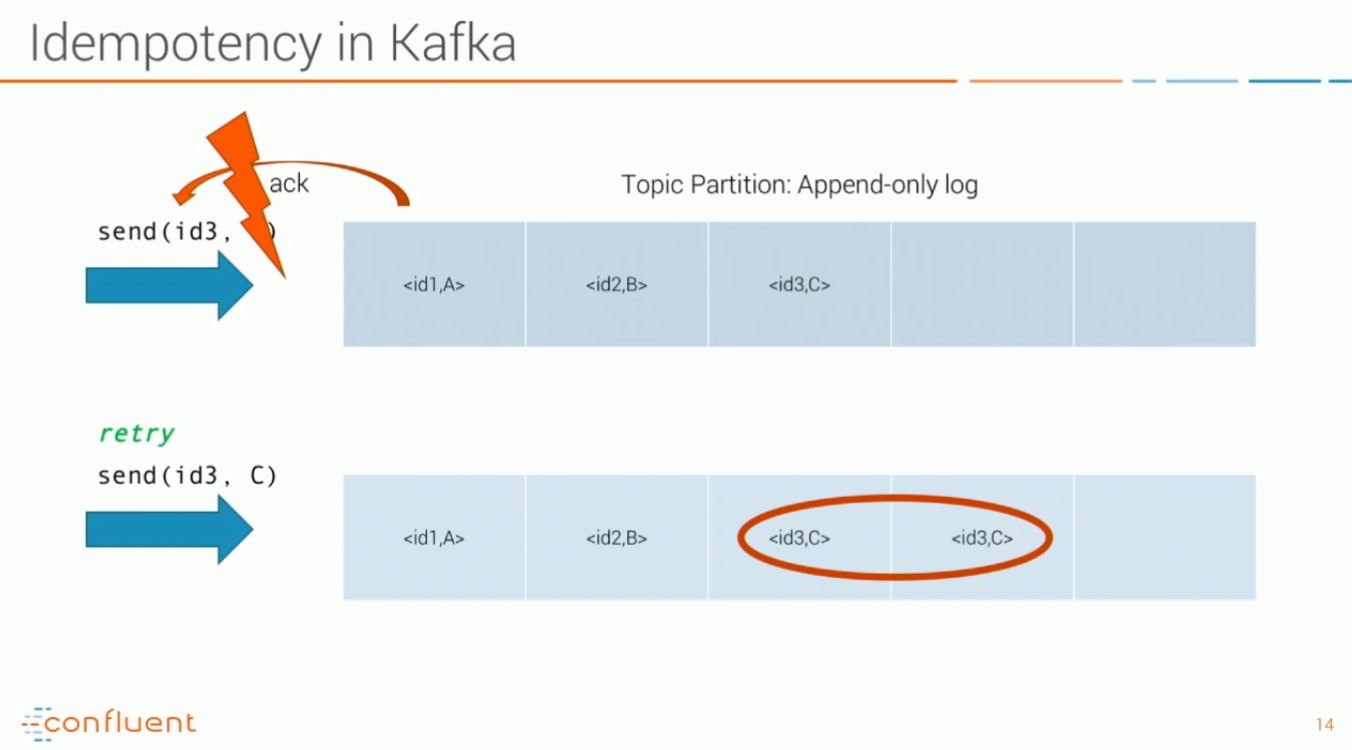 Idempotency in Kafka
ack
Topic Partition: Append-only log
send(id3, )
<id1,A> <id2,B> <id3,C>
retry
send(id3, C)
<id1,A> <id2,B> <id3,C> <id3,C>
confluent
14